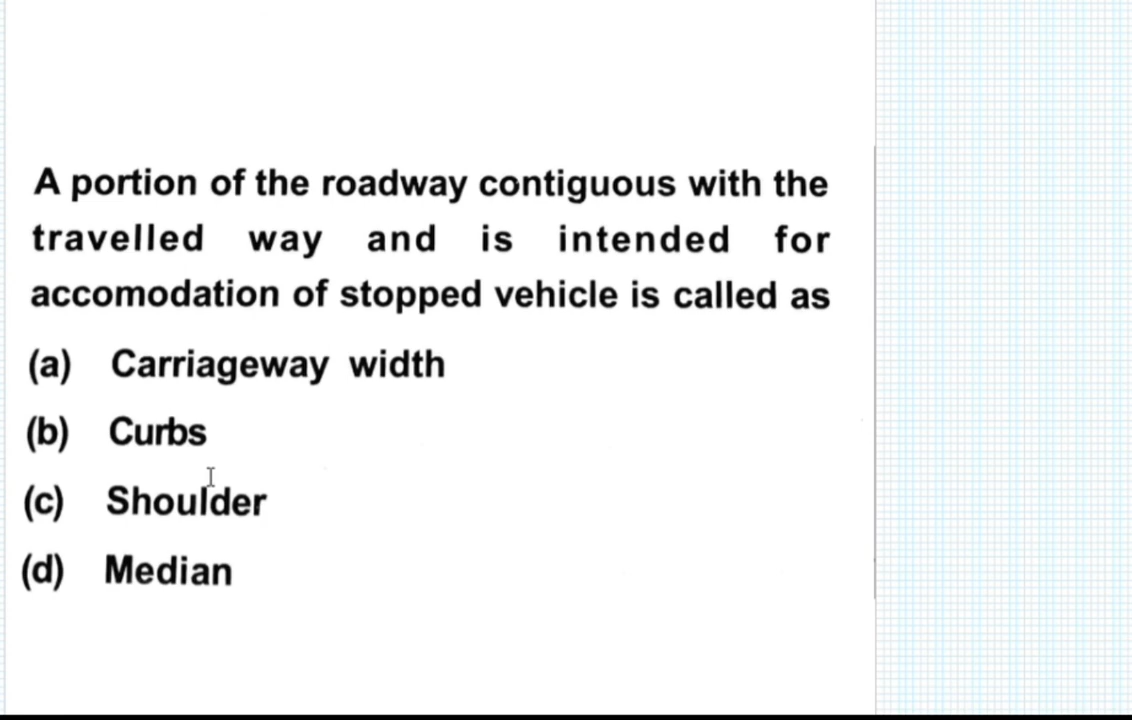 A portion of the roadway contiguous with the
travelled way and is intended for
accomodation of stopped vehicle is called as
(a) Carriageway width
(b) Curbs
(c) Shoulder
(d) Median